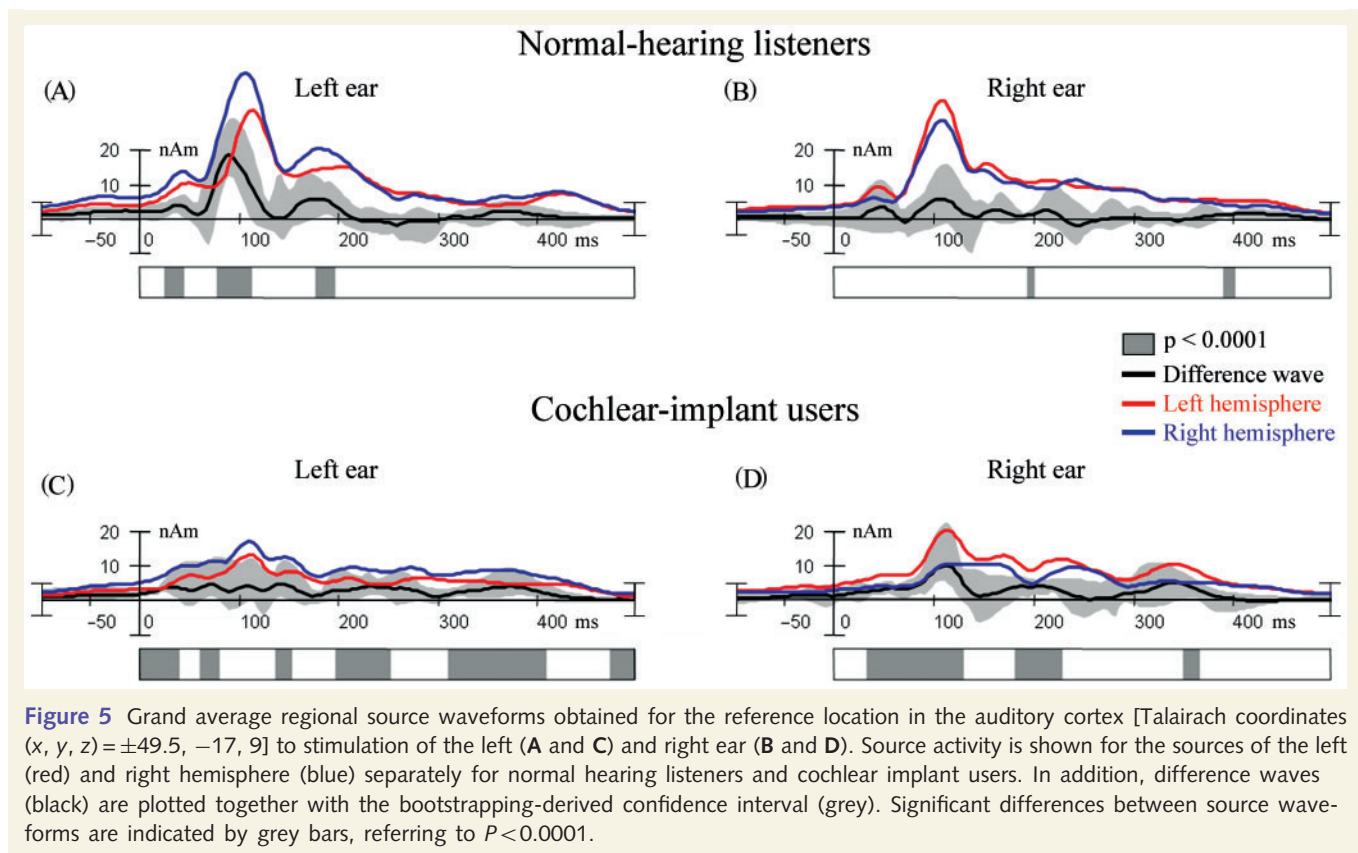 Normal-hearing listeners
(A)
Left ear
20
nAm
10
−50 0 100 200 300 400 ms
(B)
Right ear
20
nAm
10
−50 0 100 200 300 400 ms
p < 0.0001
Difference wave
Left hemisphere
Right hemisphere
Cochlear-implant users
(C)
Left ear
20
nAm
10
−50 0 100 200 300 400 ms
(D)
Right ear
20
nAm
10
−50 0 100 200 300 400 ms
Figure 5 Grand average regional source waveforms obtained for the reference location in the auditory cortex [Talairach coordinates
(x, y, z) = ±49.5, −17, 9] to stimulation of the left (A and C) and right ear (B and D). Source activity is shown for the sources of the left
(red) and right hemisphere (blue) separately for normal hearing listeners and cochlear implant users. In addition, difference waves
(black) are plotted together with the bootstrapping-derived confidence interval (grey). Significant differences between source wave-
forms are indicated by grey bars, referring to P<0.0001.